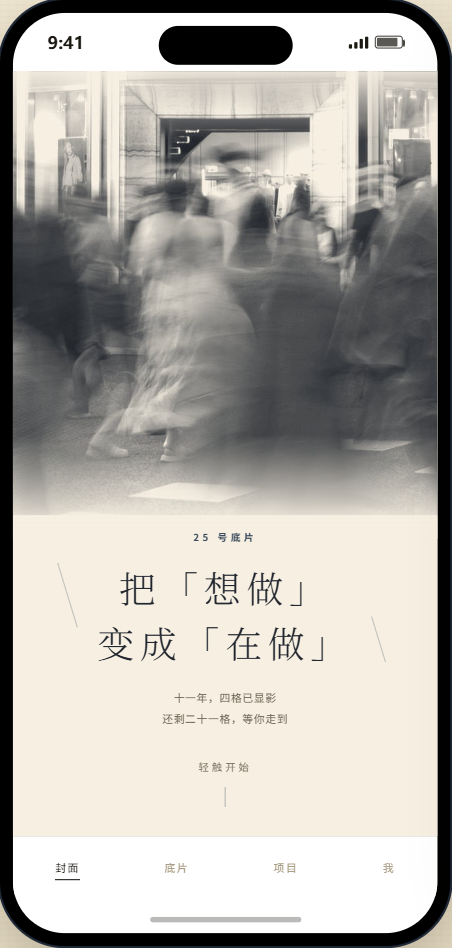 9:41
25 号底片
把「想做」
变成「在做」
十一年，四格已显影
还剩二十一格，等你走到
轻触开始
封面
底片
项目
我